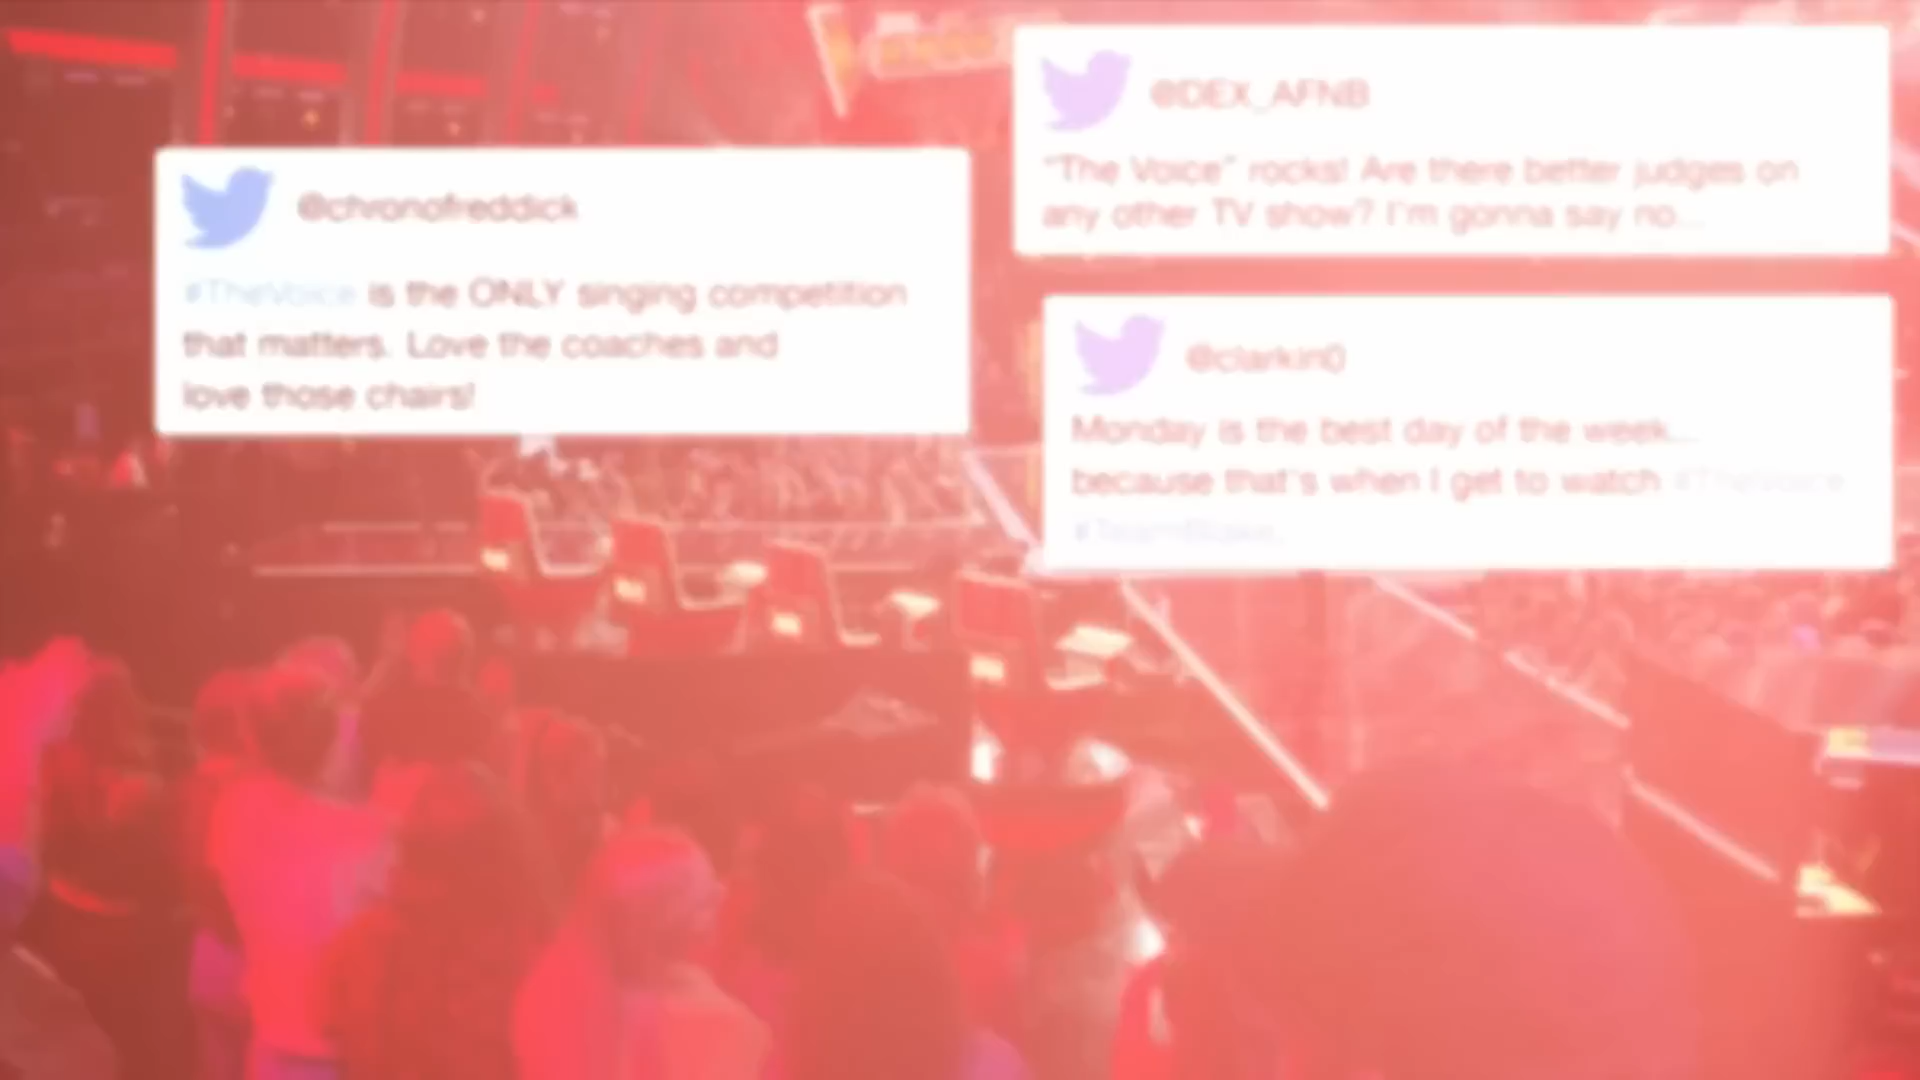 @chronofreddick
#TheVoice is the ONLY singing competition
that matters. Love the coaches and
love those chairs!
@DEX_AFNB
"The Voice" rocks! Are there better judges on
any other TV show? I'm gonna say no...
@clarkin0
Monday is the best day of the week...
because that's when I get to watch #TheVoice
#TeamBlake.